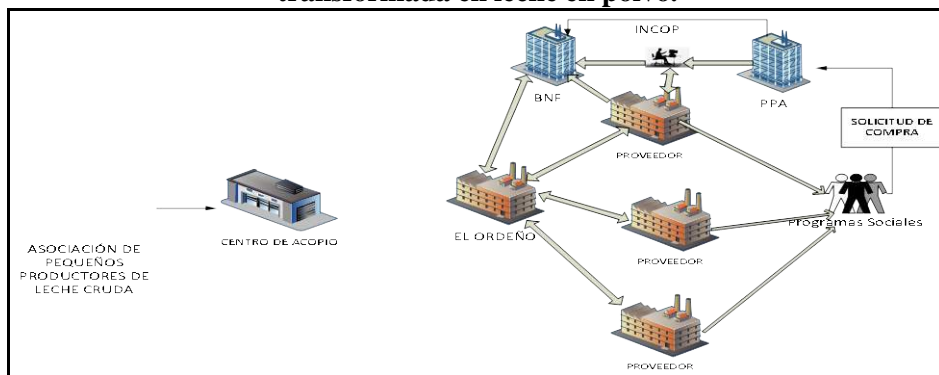 transformada en leche en polvo.
INCOP
BNF
PPA
PROVEEDOR
SOLICITUD DE
COMPRA
EL ORDEÑO
CENTRO DE ACOPIO
Programas Sociales
ASOCIACIÓN DE
PEQUEÑOS
PRODUCTORES DE
LECHE CRUDA
PROVEEDOR
PROVEEDOR